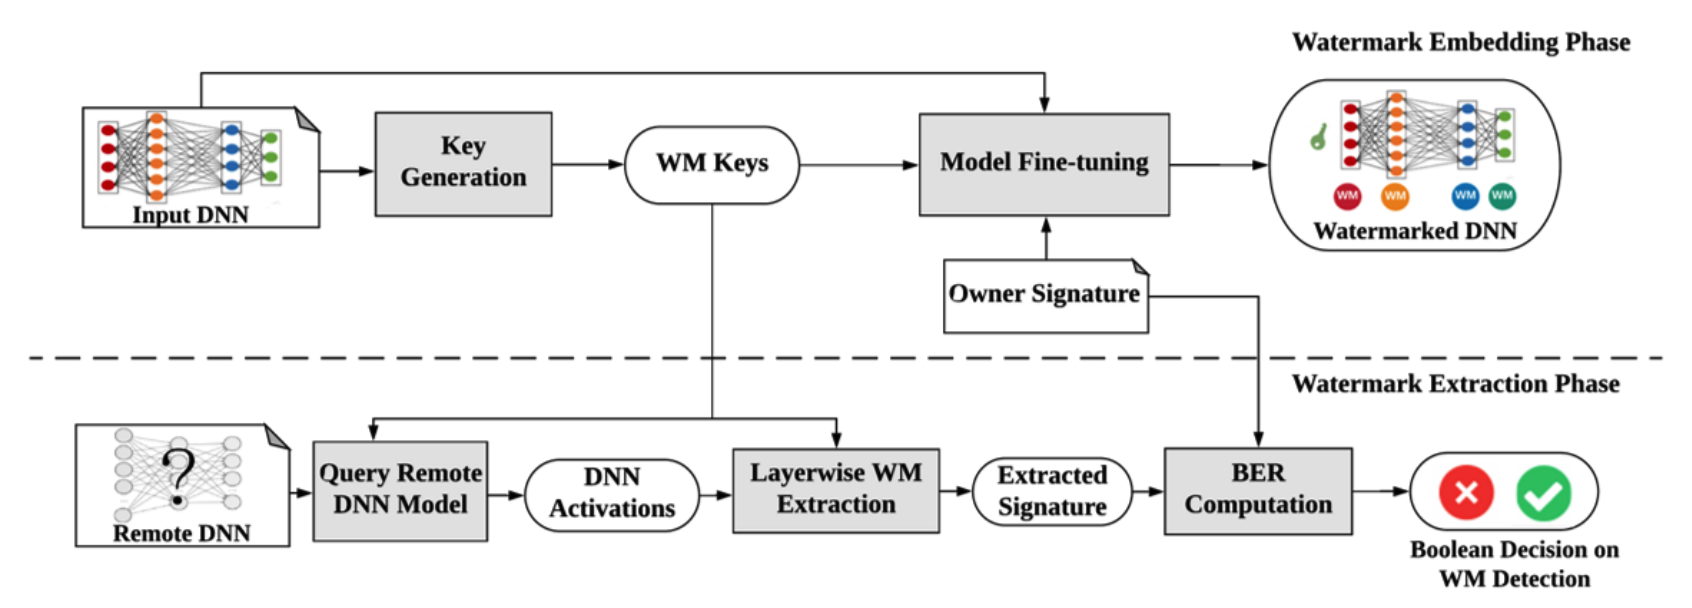 Watermark Embedding Phase
Input DNN
Key
Generation
WM Keys
Model Fine-tuning
WM WM WM WM
Watermarked DNN
Owner Signature
Watermark Extraction Phase
?
Remote DNN
Query Remote
DNN Model
DNN
Activations
Layerwise WM
Extraction
Extracted
Signature
BER
Computation
Boolean Decision on
WM Detection